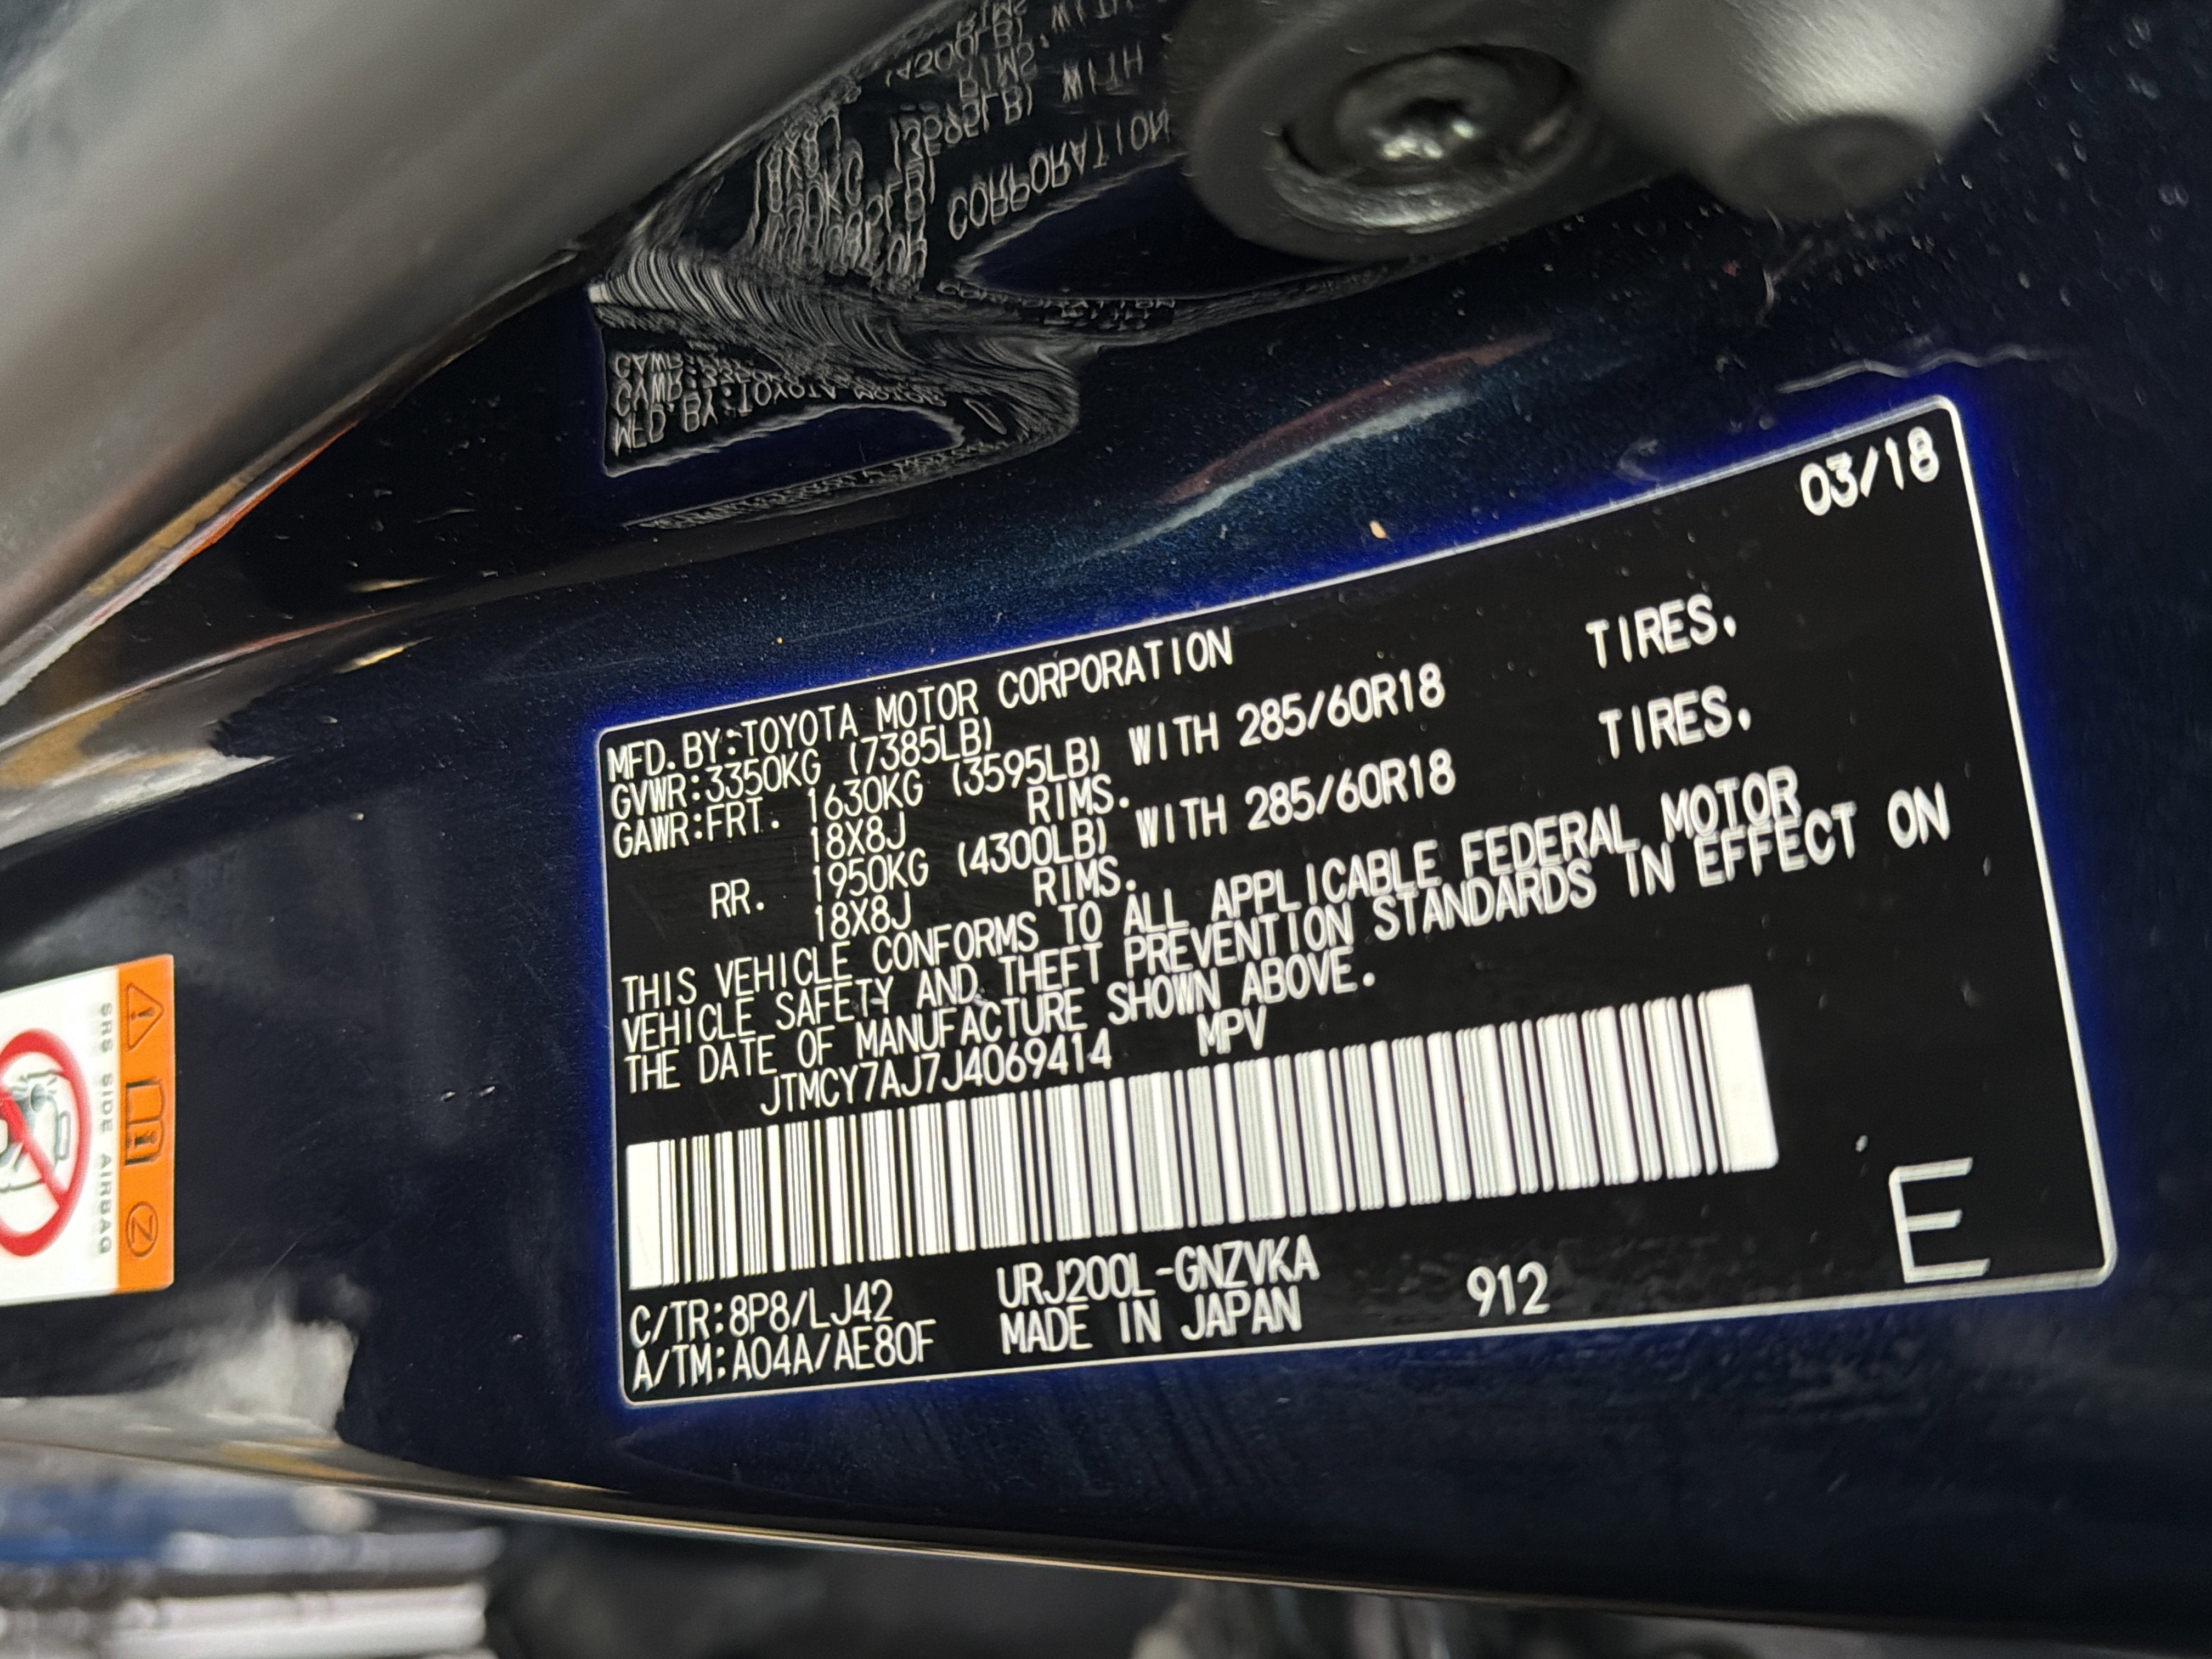 03/18
MFD.BY:TOYOTA MOTOR CORPORATION
GVWR:3350KG (7385LB)
GAWR:FRT. 1630KG (3595LB) WITH 285/60R18 TIRES.
18X8J RIMS.
RR. 1950KG (4300LB) WITH 285/60R18 TIRES.
18X8J RIMS.
THIS VEHICLE CONFORMS TO ALL APPLICABLE FEDERAL MOTOR
VEHICLE SAFETY AND THEFT PREVENTION STANDARDS IN EFFECT ON
THE DATE OF MANUFACTURE SHOWN ABOVE.
JTMCY7AJ7J4069414 MPV
E
C/TR:8P8/LJ42 URJ200L-GNZVKA
A/TM:A04A/AE80F MADE IN JAPAN 912
SRS SIDE AIRBAG